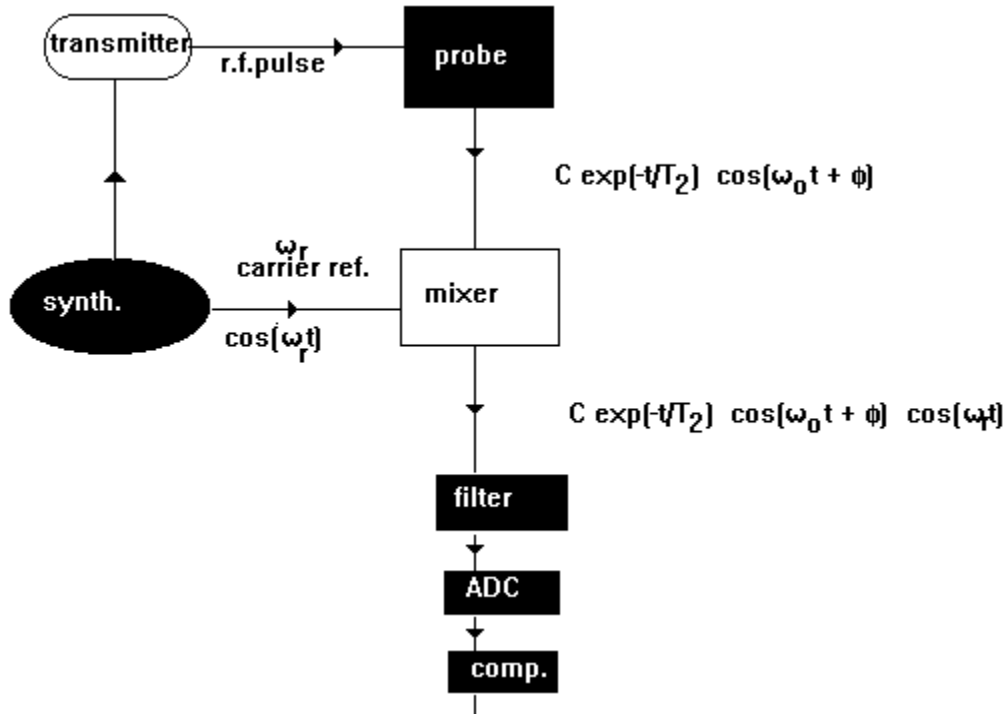 transmitter
r.f.pulse
probe
C exp(-t/T₂) cos(ω₀t + ϕ)
ωᵣ
carrier ref.
synth.
mixer
cos(ωᵣt)
C exp(-t/T₂) cos(ω₀t + ϕ) cos(ωᵣt)
filter
ADC
comp.